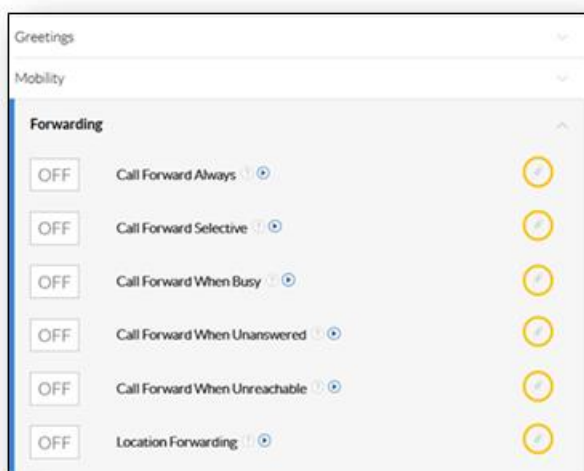 Greetings
Mobility
Forwarding
OFF Call Forward Always ?
OFF Call Forward Selective ?
OFF Call Forward When Busy ?
OFF Call Forward When Unanswered ?
OFF Call Forward When Unreachable ?
OFF Location Forwarding ?